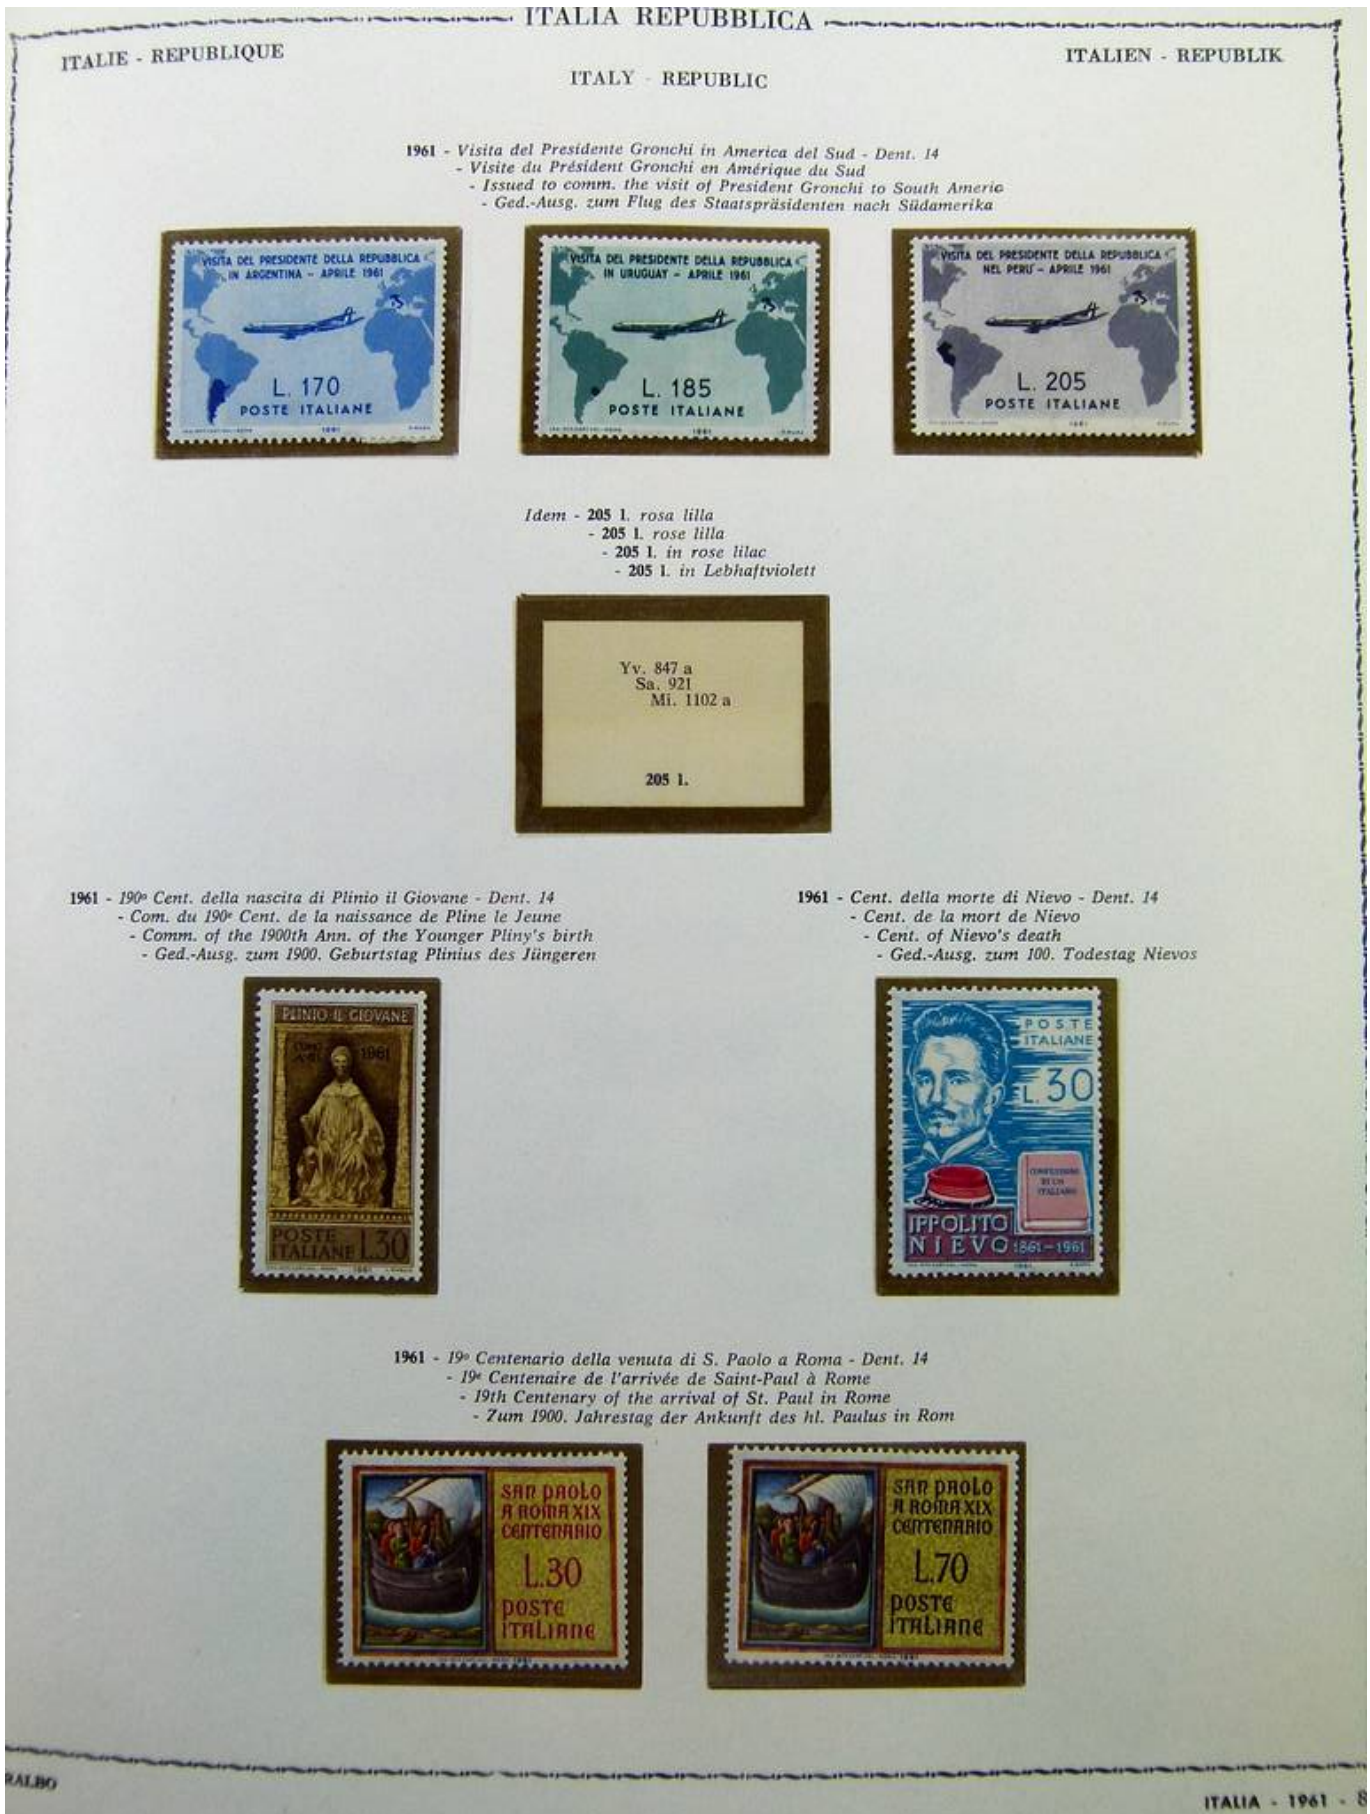 ITALIA REPUBBLICA
ITALIE - REPUBLIQUE
ITALIEN - REPUBLIK
ITALY - REPUBLIC
1961 - Visita del Presidente Gronchi in America del Sud - Dent. 14
- Visite du Président Gronchi en Amérique du Sud
- Issued to comm. the visit of President Gronchi to South Americ
- Ged.-Ausg. zum Flug des Staatspräsidenten nach Südamerika
VISITA DEL PRESIDENTE DELLA REPUBBLICA
IN ARGENTINA - APRILE 1961
L. 170
POSTE ITALIANE
1961
VISITA DEL PRESIDENTE DELLA REPUBBLICA
IN URUGUAY - APRILE 1961
L. 185
POSTE ITALIANE
1961
VISITA DEL PRESIDENTE DELLA REPUBBLICA
NEL PERU' - APRILE 1961
L. 205
POSTE ITALIANE
1961
Idem - 205 l. rosa lilla
- 205 l. rose lilla
- 205 l. in rose lilac
- 205 l. in Lebhaftviolett
Yv. 847 a
Sa. 921
Mi. 1102 a
205 l.
1961 - 190º Cent. della nascita di Plinio il Giovane - Dent. 14
- Com. du 190e Cent. de la naissance de Pline le Jeune
- Comm. of the 1900th Ann. of the Younger Pliny's birth
- Ged.-Ausg. zum 1900. Geburtstag Plinius des Jüngeren
1961 - Cent. della morte di Nievo - Dent. 14
- Cent. de la mort de Nievo
- Cent. of Nievo's death
- Ged.-Ausg. zum 100. Todestag Nievos
PLINIO IL GIOVANE
1961
POSTE
ITALIANE L.30
1961
POSTE
ITALIANE
L.30
CONFESSIONI
DI UN
ITALIANO
IPPOLITO
NIEVO 1861-1961
1961
1961 - 19º Centenario della venuta di S. Paolo a Roma - Dent. 14
- 19e Centenaire de l'arrivée de Saint-Paul à Rome
- 19th Centenary of the arrival of St. Paul in Rome
- Zum 1900. Jahrestag der Ankunft des hl. Paulus in Rom
SAN PAOLO
A ROMA XIX
CENTENARIO
L.30
POSTE
ITALIANE
1961
SAN PAOLO
A ROMA XIX
CENTENARIO
L.70
POSTE
ITALIANE
1961
RALBO
ITALIA - 1961 - 8